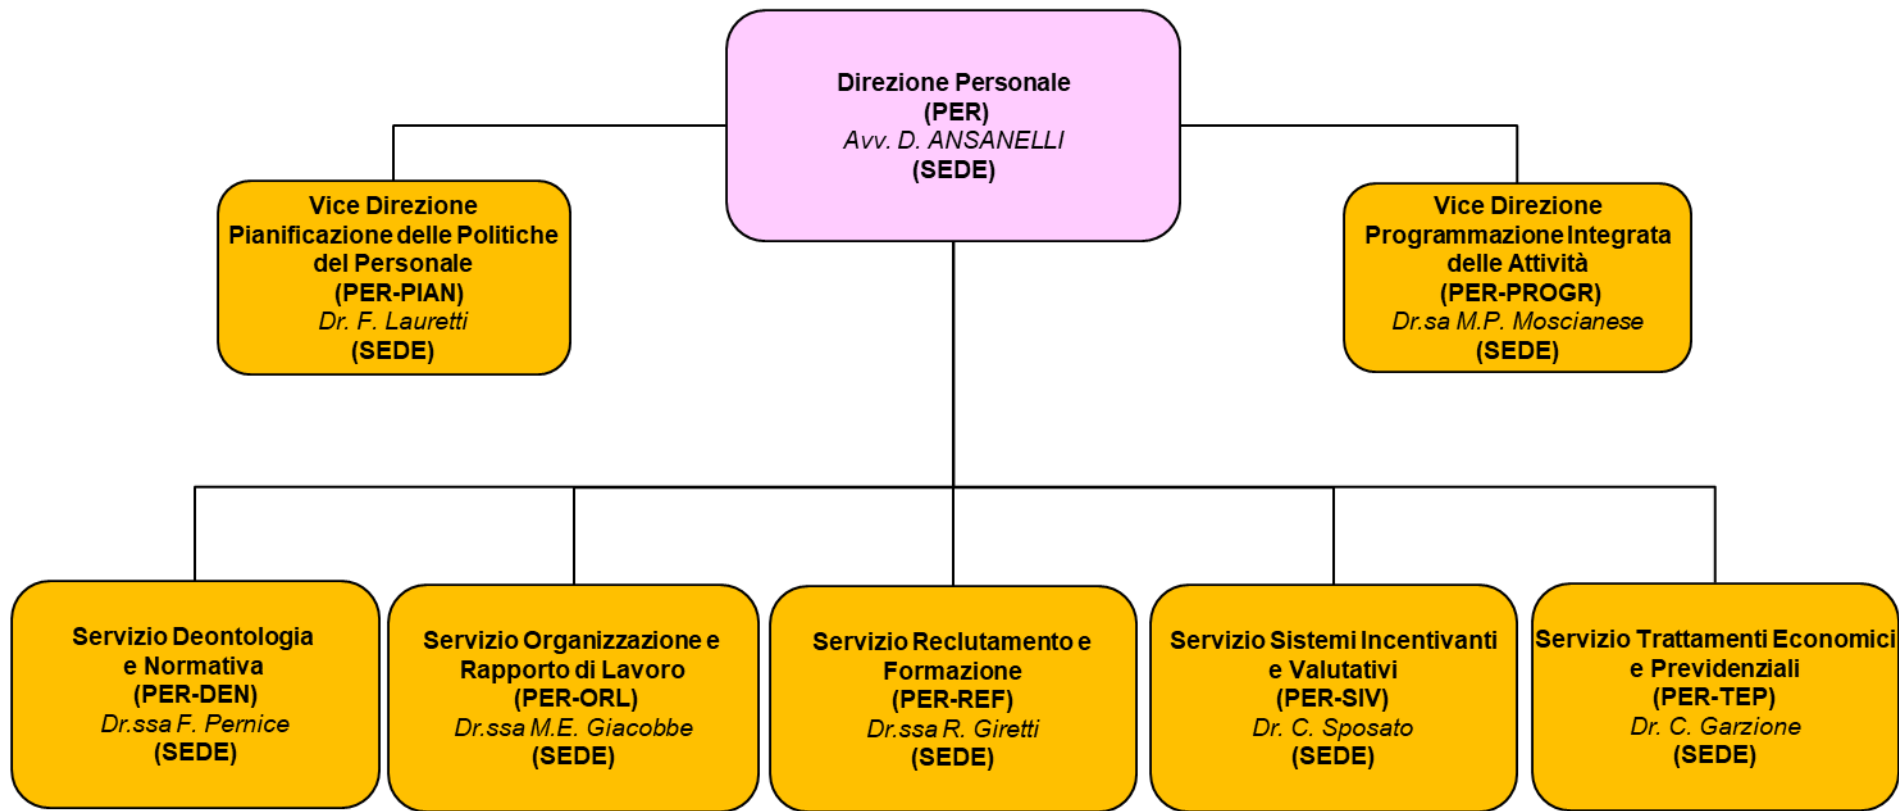 Direzione Personale
(PER)
Avv. D. ANSANELLI
(SEDE)
Vice Direzione
Pianificazione delle Politiche
del Personale
(PER-PIAN)
Dr. F. Lauretti
(SEDE)
Vice Direzione
Programmazione Integrata
delle Attività
(PER-PROGR)
Dr.sa M.P. Moscianese
(SEDE)
Servizio Deontologia
e Normativa
(PER-DEN)
Dr.ssa F. Pernice
(SEDE)
Servizio Organizzazione e
Rapporto di Lavoro
(PER-ORL)
Dr.ssa M.E. Giacobbe
(SEDE)
Servizio Reclutamento e
Formazione
(PER-REF)
Dr.ssa R. Giretti
(SEDE)
Servizio Sistemi Incentivanti
e Valutativi
(PER-SIV)
Dr. C. Sposato
(SEDE)
Servizio Trattamenti Economici
e Previdenziali
(PER-TEP)
Dr. C. Garzione
(SEDE)